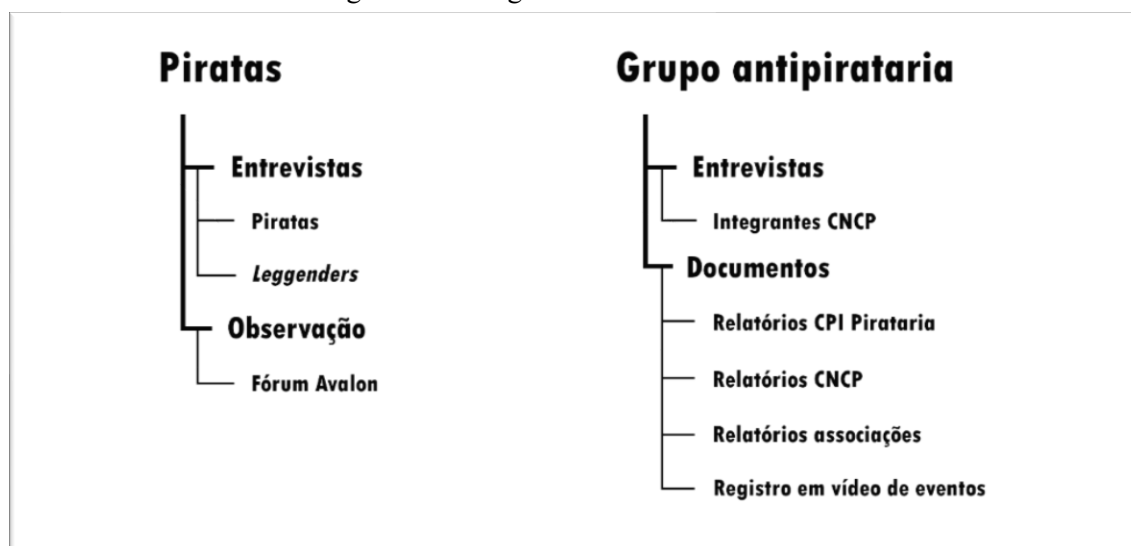 Piratas
Entrevistas
Piratas
Leggenders
Observação
Fórum Avalon
Grupo antipirataria
Entrevistas
Integrantes CNCP
Documentos
Relatórios CPI Pirataria
Relatórios CNCP
Relatórios associações
Registro em vídeo de eventos